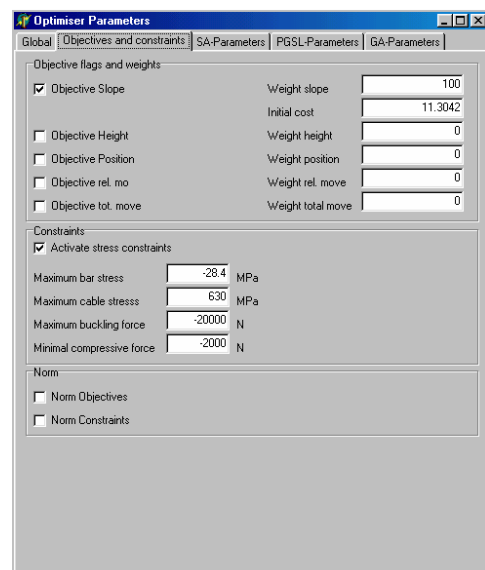 Optimiser Parameters
Global Objectives and constraints SA-Parameters PGSL-Parameters GA-Parameters
Objective flags and weights
Objective Slope Weight slope 100
Initial cost 11.3042
Objective Height Weight height 0
Objective Position Weight position 0
Objective rel. mo Weight rel. move 0
Objective tot. move Weight total move 0
Constraints
Activate stress constraints
Maximum bar stress -28.4 MPa
Maximum cable stresss 630 MPa
Maximum buckling force -20000 N
Minimal compressive force -2000 N
Norm
Norm Objectives
Norm Constraints